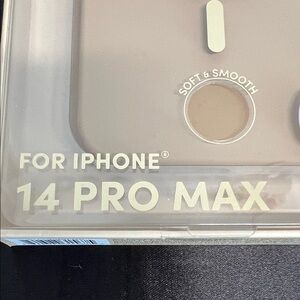 SOFT & SMOOTH
FOR IPHONE®
14 PRO MAX